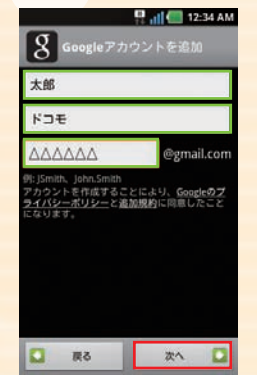 12:34 AM
g Googleアカウントを追加
太郎
ドコモ
△△△△△△ @gmail.com
例: JSmith、John.Smith
アカウントを作成することにより、Googleのプ
ライバシーポリシーと追加規約に同意したこと
になります。
戻る 次へ